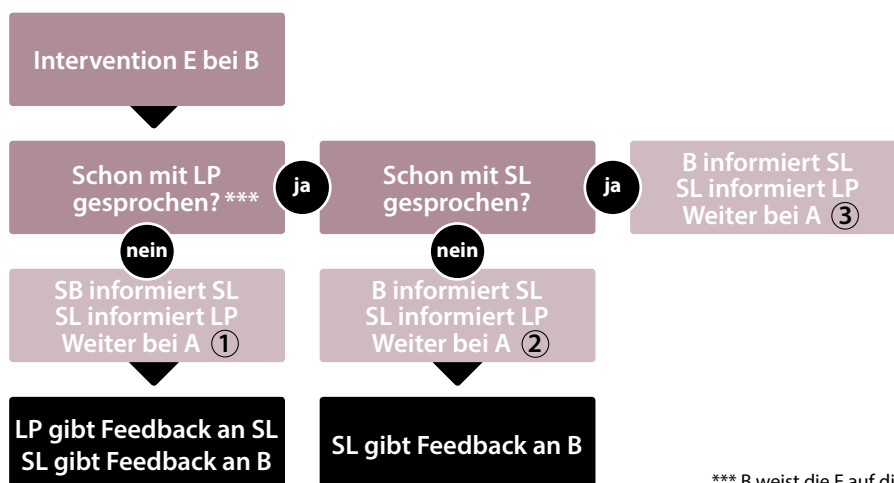 Intervention E bei B
Schon mit LP
gesprochen? ***
ja
Schon mit SL
gesprochen?
ja
B informiert SL
SL informiert LP
Weiter bei A ③
nein
nein
SB informiert SL
SL informiert LP
Weiter bei A ①
B informiert SL
SL informiert LP
Weiter bei A ②
LP gibt Feedback an SL
SL gibt Feedback an B
SL gibt Feedback an B
*** B weist die E auf